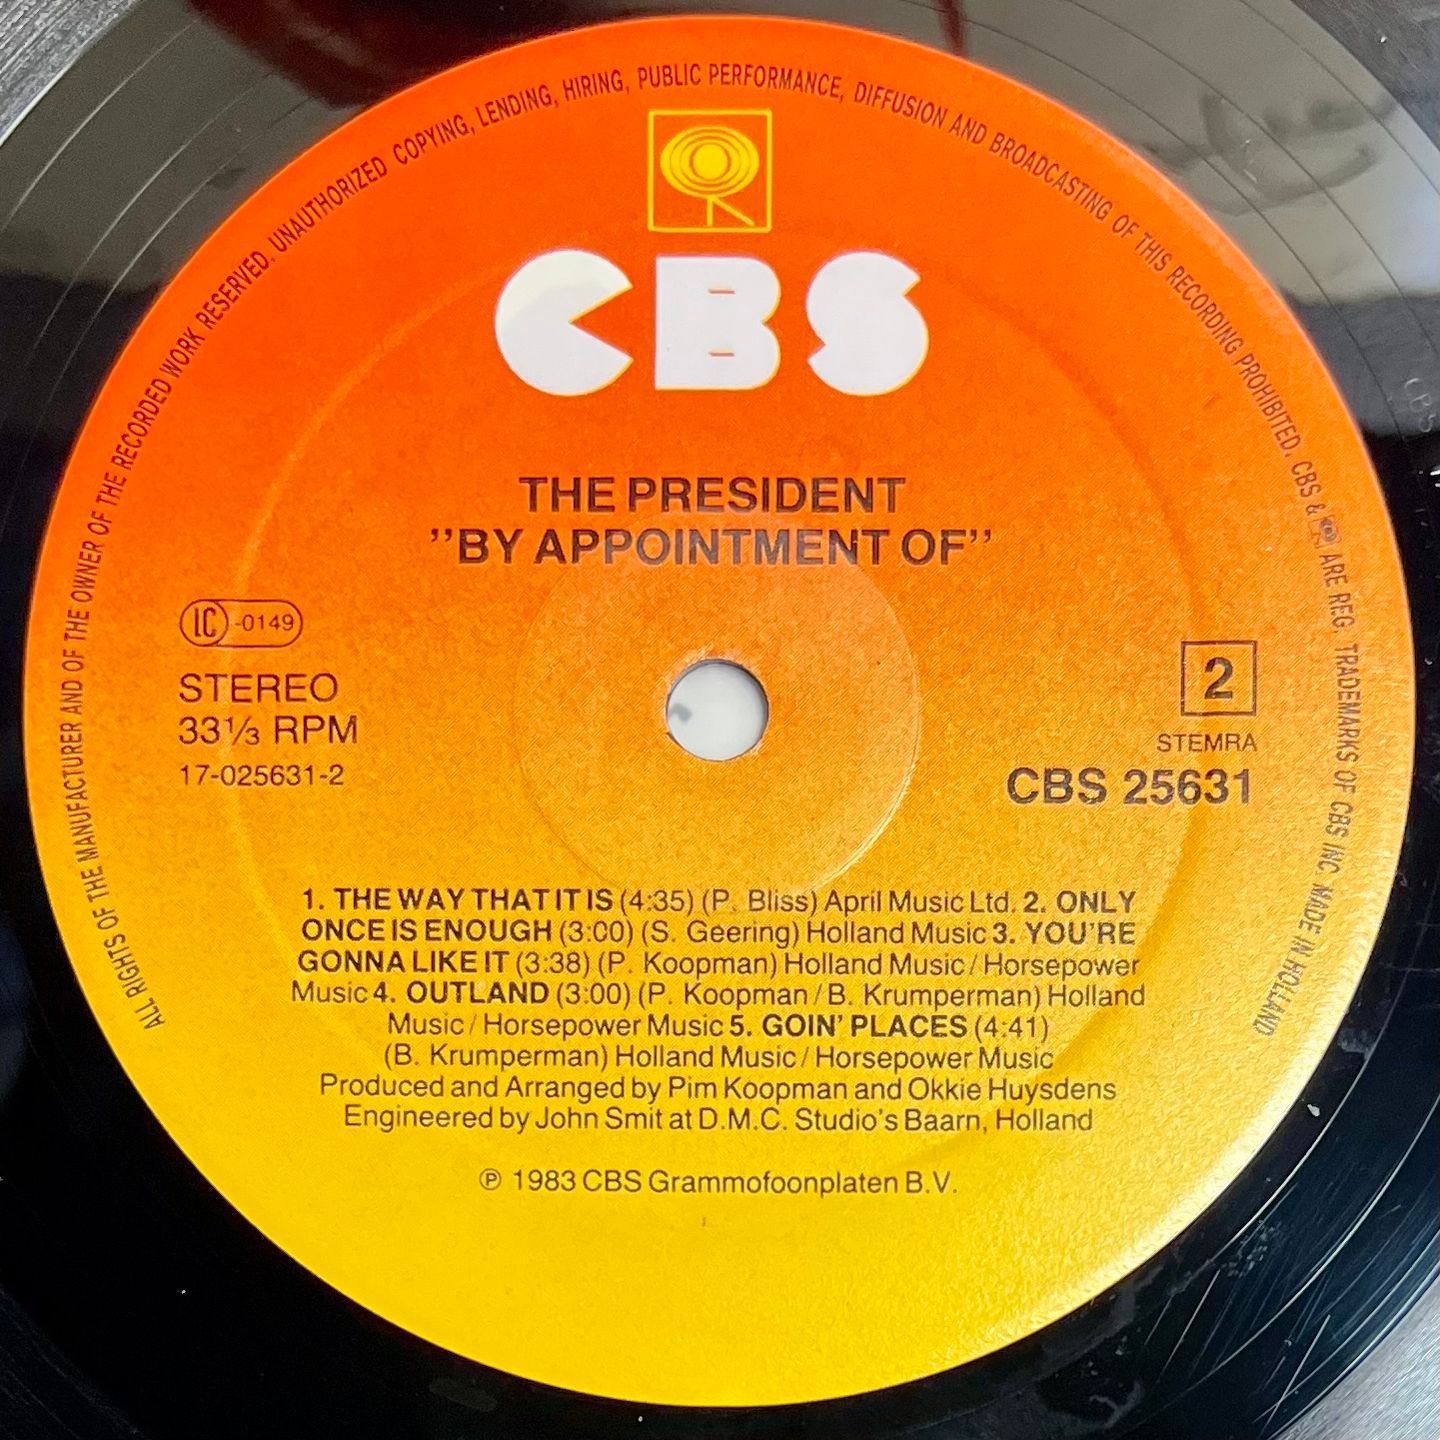 ALL RIGHTS OF THE MANUFACTURER AND OF THE OWNER OF THE RECORDED WORK RESERVED. UNAUTHORIZED COPYING, LENDING, HIRING, PUBLIC PERFORMANCE, DIFFUSION AND BROADCASTING OF THIS RECORDING PROHIBITED. CBS & ARE REG. TRADEMARKS OF CBS INC. MADE IN HOLLAND
CBS
THE PRESIDENT
"BY APPOINTMENT OF"
LC -0149
STEREO
33⅓ RPM
17-025631-2
2
STEMRA
CBS 25631
1. THE WAY THAT IT IS (4:35) (P. Bliss) April Music Ltd. 2. ONLY
ONCE IS ENOUGH (3:00) (S. Geering) Holland Music 3. YOU'RE
GONNA LIKE IT (3:38) (P. Koopman) Holland Music / Horsepower
Music 4. OUTLAND (3:00) (P. Koopman / B. Krumperman) Holland
Music / Horsepower Music 5. GOIN' PLACES (4:41)
(B. Krumperman) Holland Music / Horsepower Music
Produced and Arranged by Pim Koopman and Okkie Huysdens
Engineered by John Smit at D.M.C. Studio's Baarn, Holland
℗ 1983 CBS Grammofoonplaten B.V.
CBS